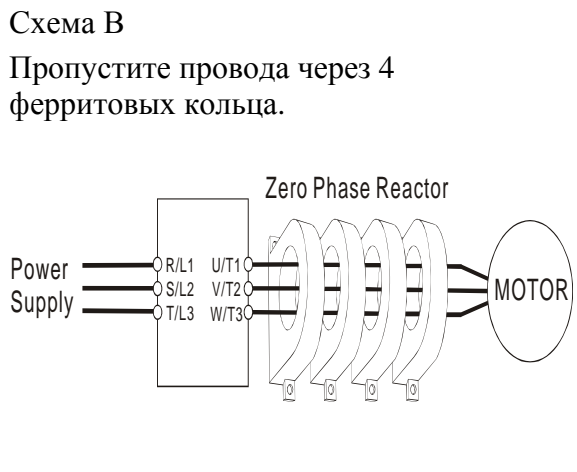 Схема В
Пропустите провода через 4
ферритовых кольца.
Zero Phase Reactor
Power
Supply
R/L1 U/T1
S/L2 V/T2
T/L3 W/T3
MOTOR